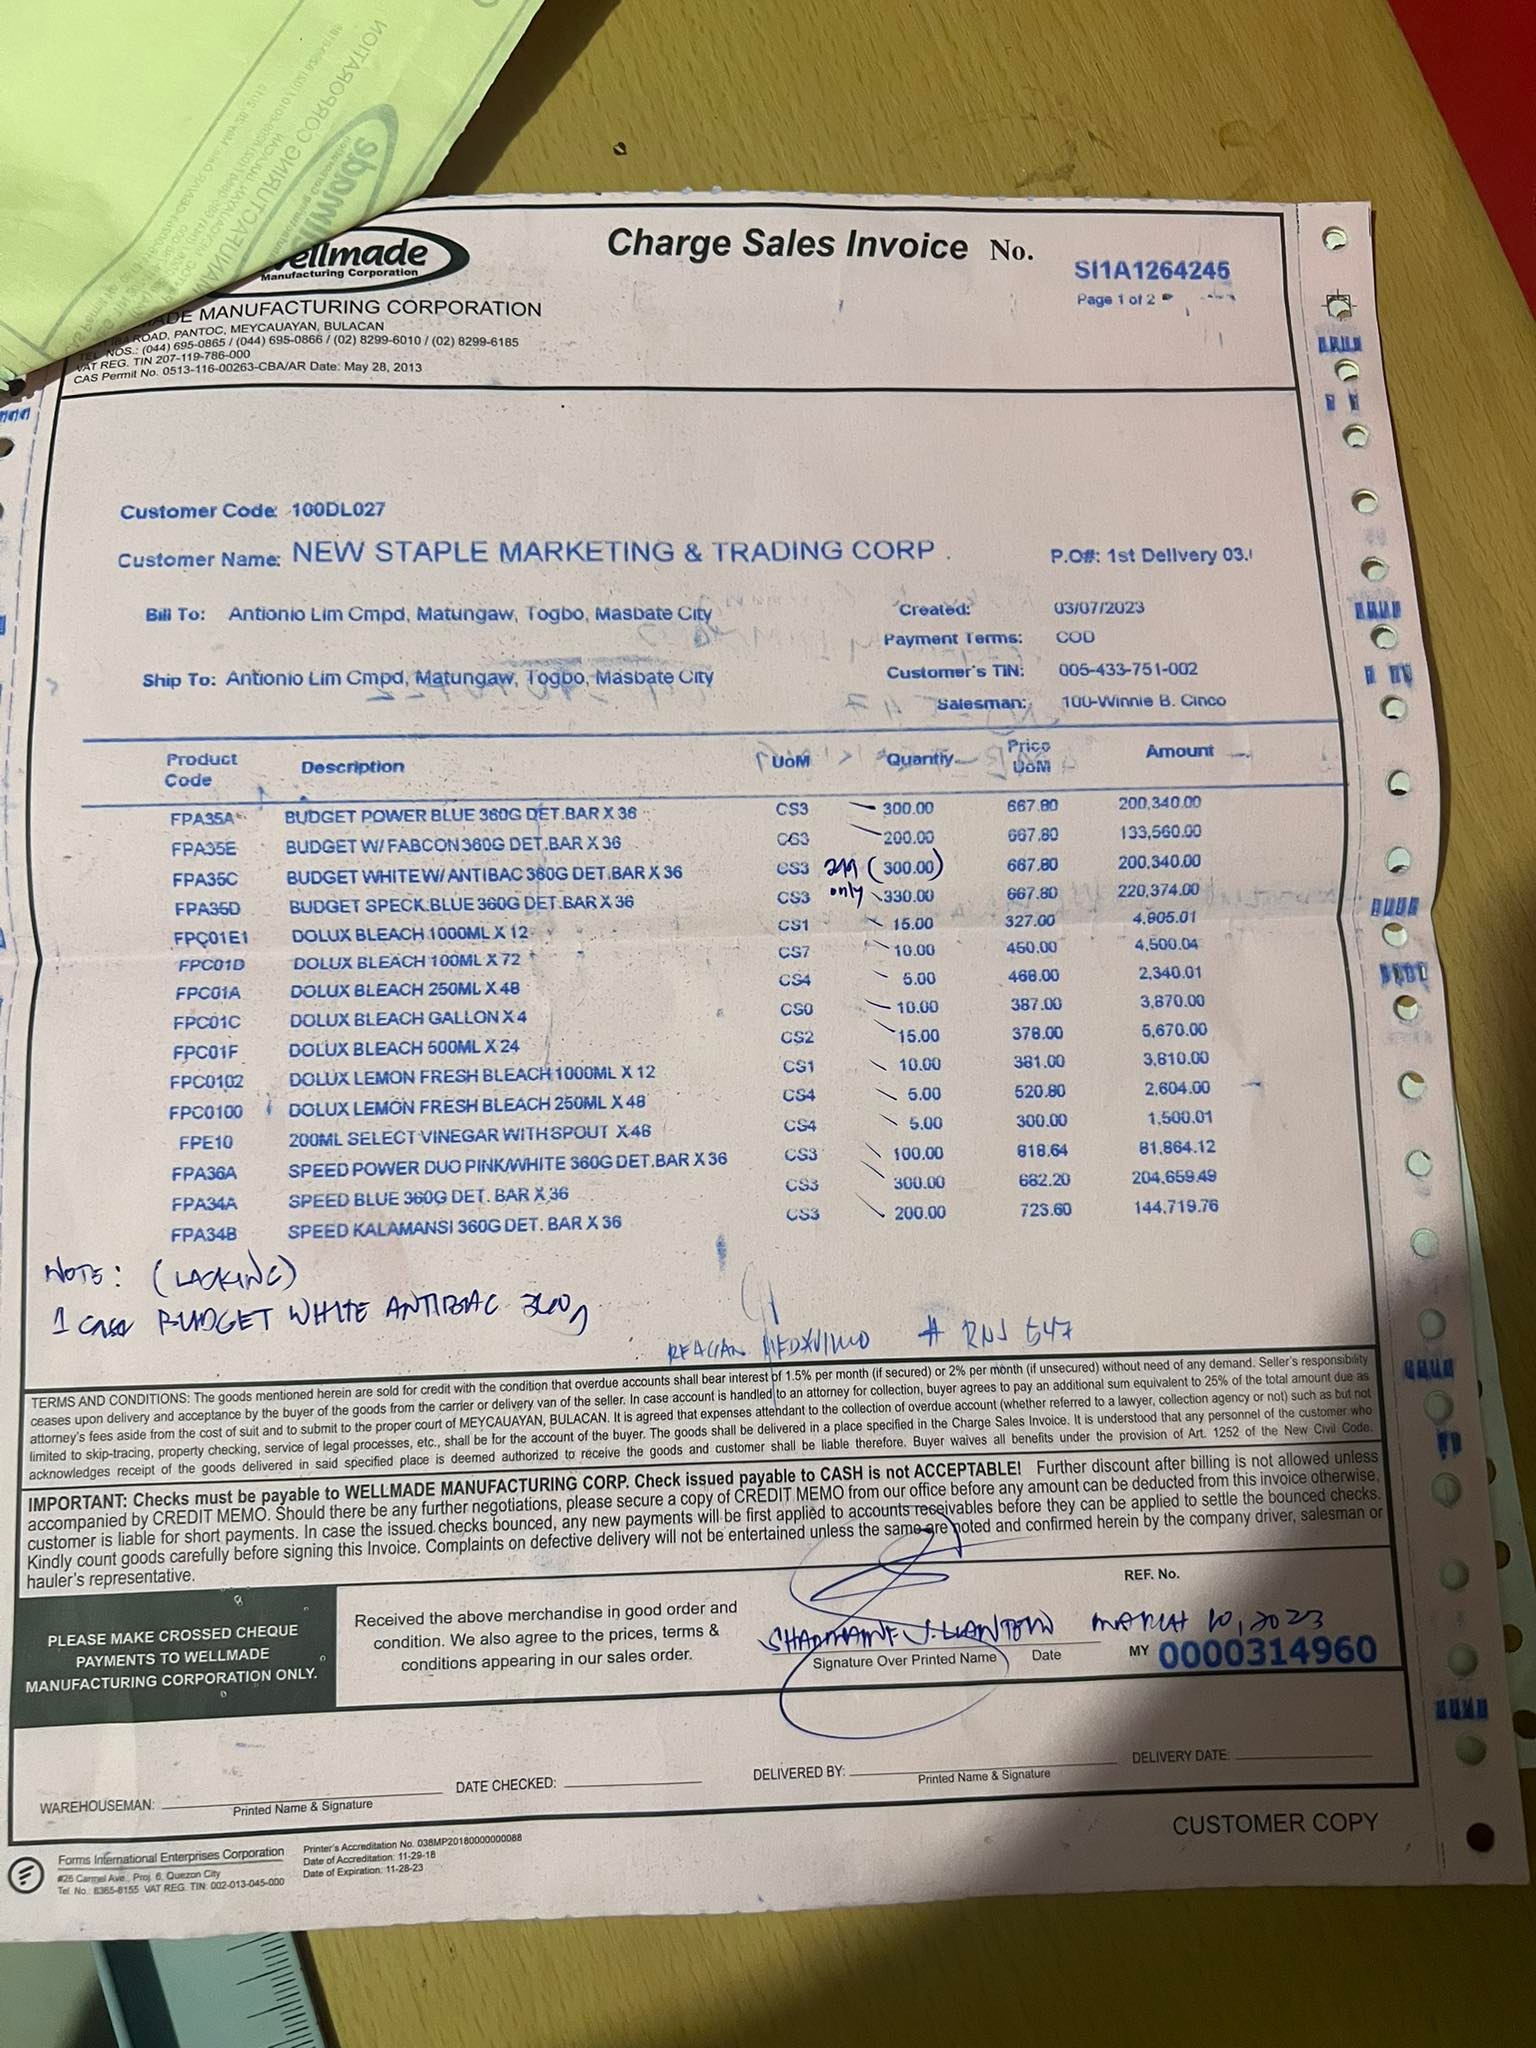 Wellmade
Manufacturing Corporation
Charge Sales Invoice No.
SI1A1264245
Page 1 of 2
MADE MANUFACTURING CORPORATION
ROAD, PANTOC, MEYCAUAYAN, BULACAN
TEL. NOS.: (044) 695-0865 / (044) 695-0866 / (02) 8299-6010 / (02) 8299-6185
VAT REG. TIN 207-119-786-000
CAS Permit No. 0513-116-00263-CBA/AR Date: May 28, 2013
Customer Code: 100DL027
Customer Name: NEW STAPLE MARKETING & TRADING CORP .
P.O#: 1st Delivery 03.
Bill To: Antionio Lim Cmpd, Matungaw, Togbo, Masbate City
Created: 03/07/2023
Payment Terms: COD
Ship To: Antionio Lim Cmpd, Matungaw, Togbo, Masbate City
Customer's TIN: 005-433-751-002
Salesman: 100-Winnie B. Cinco
Product Code Description UoM Quantity Price UoM Amount
FPA35A BUDGET POWER BLUE 360G DET.BAR X 36 CS3 300.00 667.80 200,340.00
FPA35E BUDGET W/ FABCON 360G DET.BAR X 36 CS3 200.00 667.80 133,560.00
FPA35C BUDGET WHITE W/ ANTIBAC 360G DET.BAR X 36 CS3 299 only (300.00) 667.80 200,340.00
FPA35D BUDGET SPECK.BLUE 360G DET.BAR X 36 CS3 330.00 667.80 220,374.00
FPC01E1 DOLUX BLEACH 1000ML X 12 CS1 15.00 327.00 4,905.01
FPC01D DOLUX BLEACH 100ML X 72 CS7 10.00 450.00 4,500.04
FPC01A DOLUX BLEACH 250ML X 48 CS4 5.00 468.00 2,340.01
FPC01C DOLUX BLEACH GALLON X 4 CS0 10.00 387.00 3,870.00
FPC01F DOLUX BLEACH 500ML X 24 CS2 15.00 378.00 5,670.00
FPC0102 DOLUX LEMON FRESH BLEACH 1000ML X 12 CS1 10.00 381.00 3,810.00
FPC0100 DOLUX LEMON FRESH BLEACH 250ML X 48 CS4 5.00 520.80 2,604.00
FPE10 200ML SELECT VINEGAR WITH SPOUT X 48 CS4 5.00 300.00 1,500.01
FPA36A SPEED POWER DUO PINK/WHITE 360G DET.BAR X 36 CS3 100.00 818.64 81,864.12
FPA34A SPEED BLUE 360G DET. BAR X 36 CS3 300.00 682.20 204,659.49
FPA34B SPEED KALAMANSI 360G DET. BAR X 36 CS3 200.00 723.60 144,719.76
NOTE: (LACKING)
1 case BUDGET WHITE ANTIBAC 360g
REAGAN # RNJ 547
TERMS AND CONDITIONS: The goods mentioned herein are sold for credit with the condition that overdue accounts shall bear interest of 1.5% per month (if secured) or 2% per month (if unsecured) without need of any demand. Seller's responsibility
ceases upon delivery and acceptance by the buyer of the goods from the carrier or delivery van of the seller. In case account is handled to an attorney for collection, buyer agrees to pay an additional sum equivalent to 25% of the total amount due as
attorney's fees aside from the cost of suit and to submit to the proper court of MEYCAUAYAN, BULACAN. It is agreed that expenses attendant to the collection of overdue account (whether referred to a lawyer, collection agency or not) such as but not
limited to skip-tracing, property checking, service of legal processes, etc., shall be for the account of the buyer. The goods shall be delivered in a place specified in the Charge Sales Invoice. It is understood that any personnel of the customer who
acknowledges receipt of the goods delivered in said specified place is deemed authorized to receive the goods and customer shall be liable therefore. Buyer waives all benefits under the provision of Art. 1252 of the New Civil Code.
IMPORTANT: Checks must be payable to WELLMADE MANUFACTURING CORP. Check issued payable to CASH is not ACCEPTABLE! Further discount after billing is not allowed unless
accompanied by CREDIT MEMO. Should there be any further negotiations, please secure a copy of CREDIT MEMO from our office before any amount can be deducted from this invoice otherwise,
customer is liable for short payments. In case the issued checks bounced, any new payments will be first applied to accounts receivables before they can be applied to settle the bounced checks.
Kindly count goods carefully before signing this Invoice. Complaints on defective delivery will not be entertained unless the same are noted and confirmed herein by the company driver, salesman or
hauler's representative.
PLEASE MAKE CROSSED CHEQUE
PAYMENTS TO WELLMADE
MANUFACTURING CORPORATION ONLY.
Received the above merchandise in good order and
condition. We also agree to the prices, terms &
conditions appearing in our sales order.
MARCH 10, 2023
Signature Over Printed Name Date
REF. No.
MY 0000314960
WAREHOUSEMAN:
Printed Name & Signature
DATE CHECKED:
DELIVERED BY:
Printed Name & Signature
DELIVERY DATE:
CUSTOMER COPY
Forms International Enterprises Corporation
#26 Carmel Ave., Proj. 6, Quezon City
Tel. No.: 8365-8155 VAT REG. TIN: 002-013-045-000
Printer's Accreditation No. 038MP20180000000088
Date of Accreditation: 11-29-18
Date of Expiration: 11-28-23